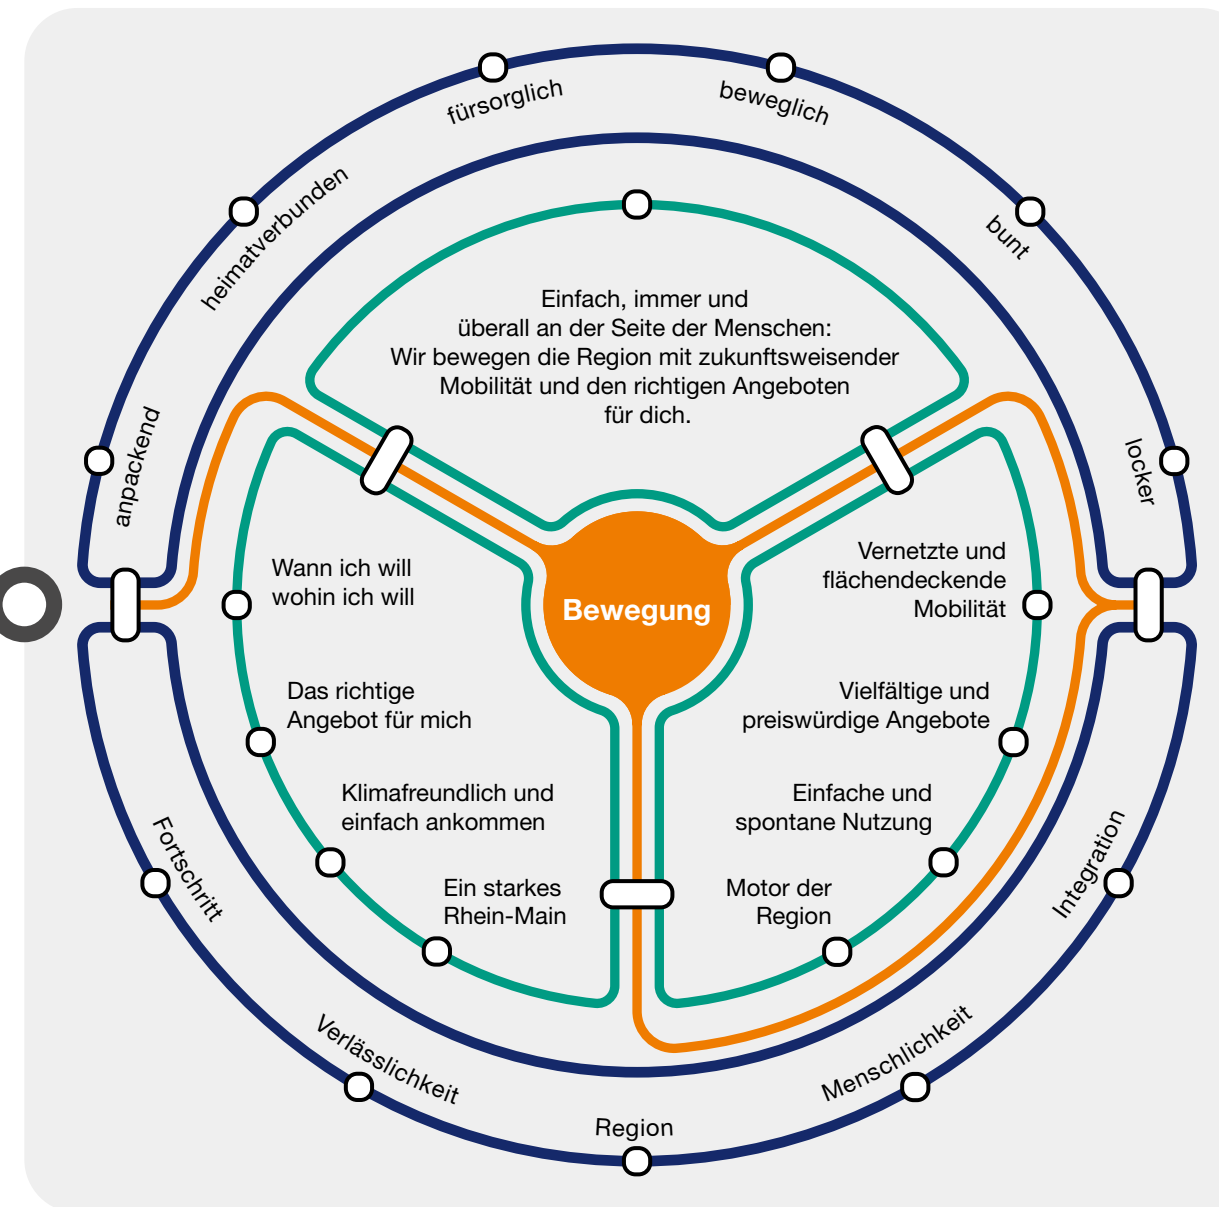 fürsorglich
beweglich
heimatverbunden
bunt
anpackend
locker
Einfach, immer und
überall an der Seite der Menschen:
Wir bewegen die Region mit zukunftsweisender
Mobilität und den richtigen Angeboten
für dich.
Bewegung
Wann ich will
wohin ich will
Das richtige
Angebot für mich
Klimafreundlich und
einfach ankommen
Ein starkes
Rhein-Main
Vernetzte und
flächendeckende
Mobilität
Vielfältige und
preiswürdige Angebote
Einfache und
spontane Nutzung
Motor der
Region
Fortschritt
Verlässlichkeit
Region
Menschlichkeit
Integration